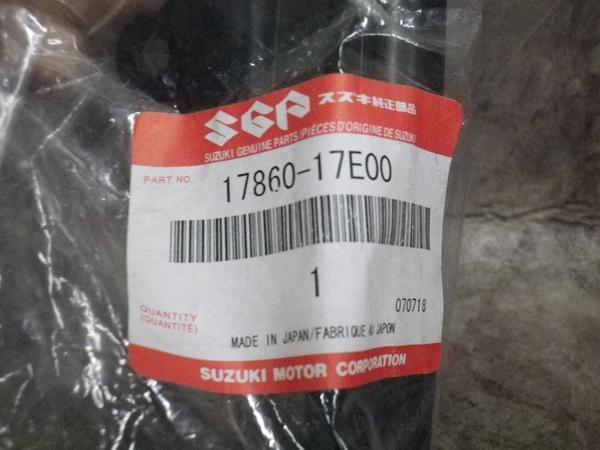 SGP スズキ純正部品
SUZUKI GENUINE PARTS/PIÈCES D'ORIGINE DE SUZUKI
PART NO. 17860-17E00
1
QUANTITY
(QUANTITÉ)
070718
MADE IN JAPAN/FABRIQUE AU JAPON
SUZUKI MOTOR CORPORATION